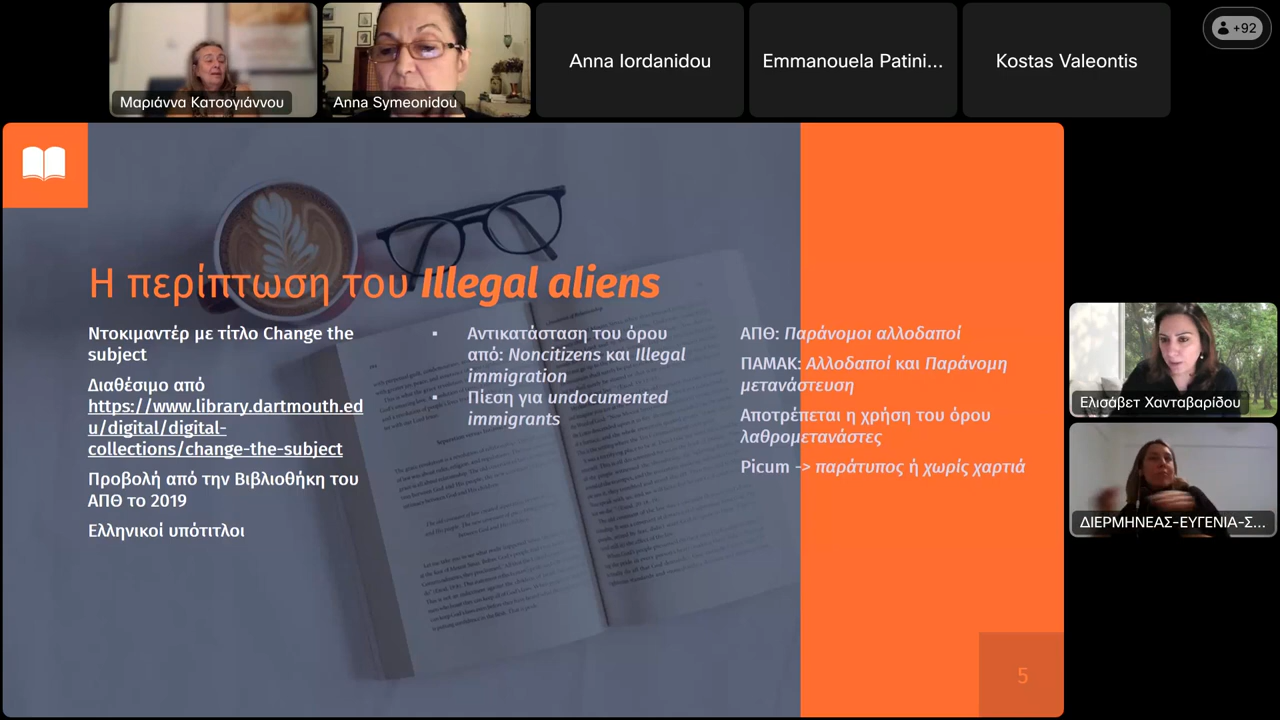 Μαριάννα Κατσογιάννου
Anna Symeonidou
Anna Iordanidou
Emmanouela Patini...
Kostas Valeontis
+92
Η περίπτωση του Illegal aliens
Ντοκιμαντέρ με τίτλο Change the
subject
Διαθέσιμο από
https://www.library.dartmouth.ed
u/digital/digital-
collections/change-the-subject
Προβολή από την Βιβλιοθήκη του
ΑΠΘ το 2019
Ελληνικοί υπότιτλοι
▪ Αντικατάσταση του όρου
από: Noncitizens και Illegal
immigration
▪ Πίεση για undocumented
immigrants
ΑΠΘ: Παράνομοι αλλοδαποί
ΠΑΜΑΚ: Αλλοδαποί και Παράνομη
μετανάστευση
Αποτρέπεται η χρήση του όρου
λαθρομετανάστες
Picum -> παράτυπος ή χωρίς χαρτιά
5
Ελισάβετ Χανταβαρίδου
ΔΙΕΡΜΗΝΕΑΣ-ΕΥΓΕΝΙΑ-Σ...